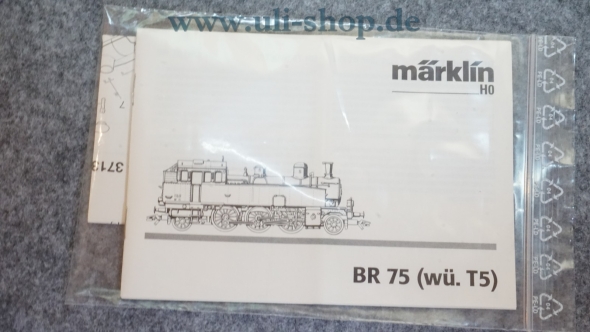 www.uli-shop.de
märklin
H0
3713
BR 75 (wü. T5)